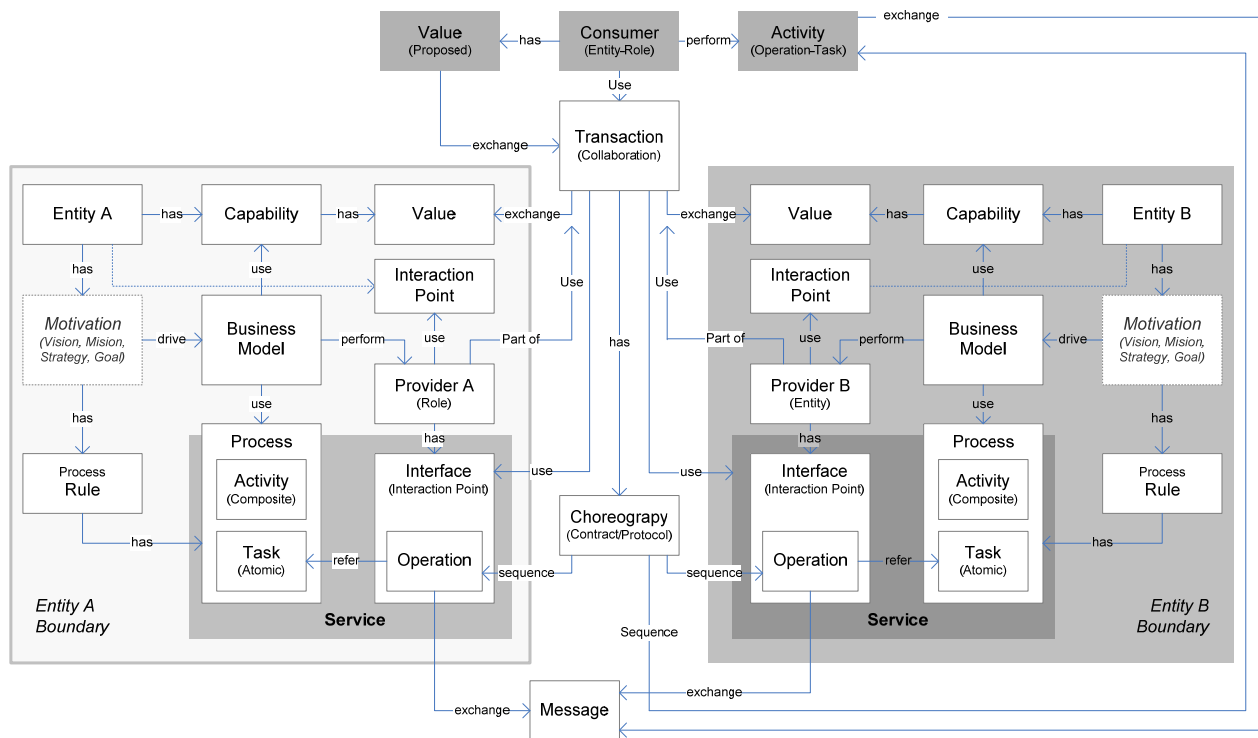 exchange
Value
(Proposed)
has
Consumer
(Entity-Role)
perform
Activity
(Operation-Task)
Use
exchange
Transaction
(Collaboration)
Entity A
has
Capability
has
Value
exchange
exchange
Value
has
Capability
has
Entity B
has
use
Interaction
Point
Use
Use
Interaction
Point
use
has
Motivation
(Vision, Mision,
Strategy, Goal)
drive
Business
Model
perform
use
Part of
has
Part of
use
perform
Business
Model
drive
Motivation
(Vision, Mision,
Strategy, Goal)
Provider A
(Role)
Provider B
(Entity)
has
use
has
has
use
has
Process
Rule
Process
Activity
(Composite)
Task
(Atomic)
Interface
(Interaction Point)
Operation
use
use
Interface
(Interaction Point)
Operation
Process
Activity
(Composite)
Task
(Atomic)
Process
Rule
Choreograpy
(Contract/Protocol)
has
refer
sequence
sequence
refer
has
Entity A
Boundary
Service
Sequence
Service
Entity B
Boundary
exchange
Message
exchange